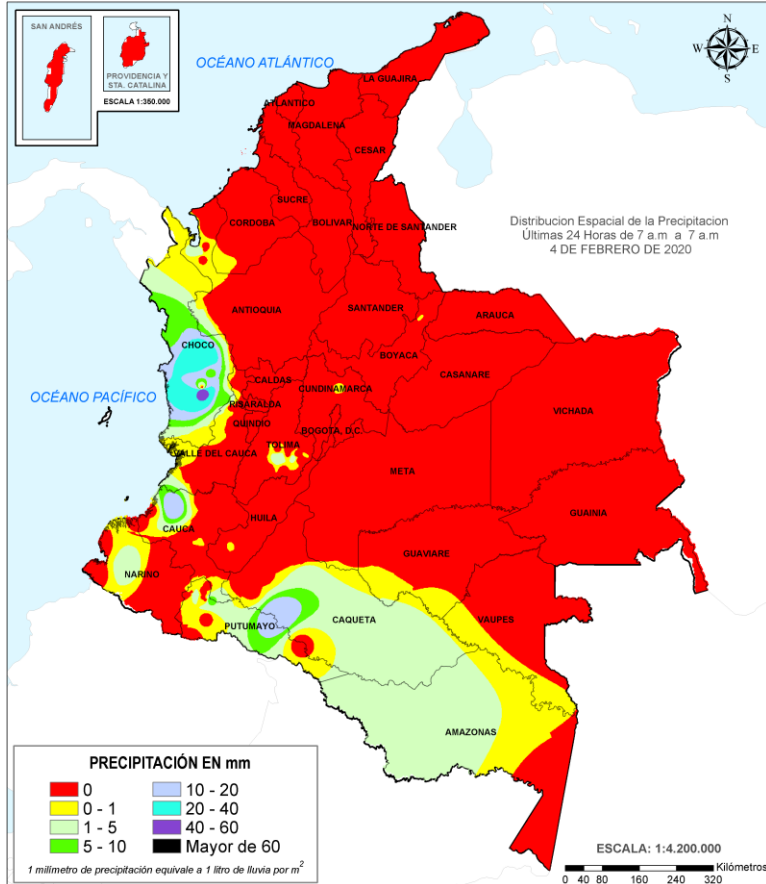 SAN ANDRÉS
PROVIDENCIA Y
STA. CATALINA
ESCALA 1:350.000
OCÉANO ATLÁNTICO
N
W
E
S
LA GUAJIRA
ATLANTICO
MAGDALENA
CESAR
SUCRE
CORDOBA
BOLIVAR
NORTE DE SANTANDER
Distribucion Espacial de la Precipitacion
Últimas 24 Horas de 7 a.m a 7 a.m
4 DE FEBRERO DE 2020
ANTIOQUIA
SANTANDER
ARAUCA
CHOCO
BOYACA
CASANARE
OCÉANO PACÍFICO
CALDAS
CUNDINAMARCA
RISARALDA
VICHADA
QUINDIO
BOGOTA, D.C.
VALLE DEL CAUCA
TOLIMA
META
GUAINIA
CAUCA
HUILA
GUAVIARE
NARIÑO
PUTUMAYO
CAQUETA
VAUPES
AMAZONAS
PRECIPITACIÓN EN mm
0
10 - 20
0 - 1
20 - 40
1 - 5
40 - 60
5 - 10
Mayor de 60
1 milímetro de precipitación equivale a 1 litro de lluvia por m²
ESCALA: 1:4.200.000
Kilómetros
0 40 80 160 240 320